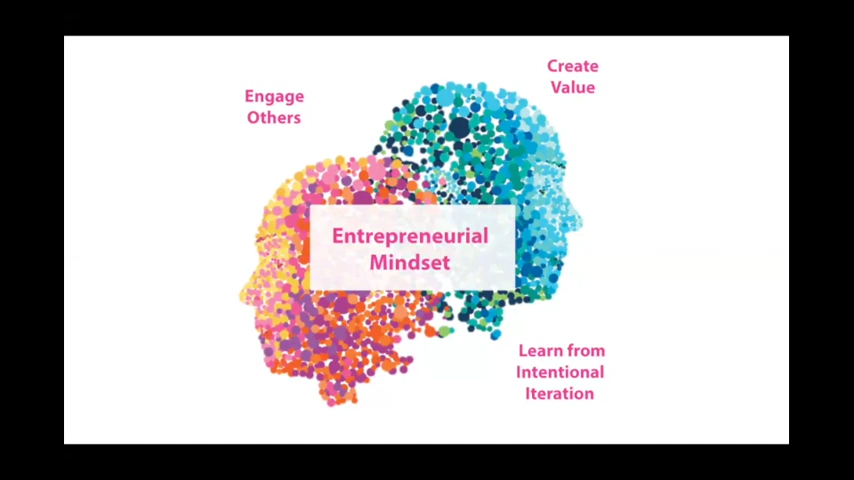 Engage
Others
Create
Value
Entrepreneurial
Mindset
Learn from
Intentional
Iteration